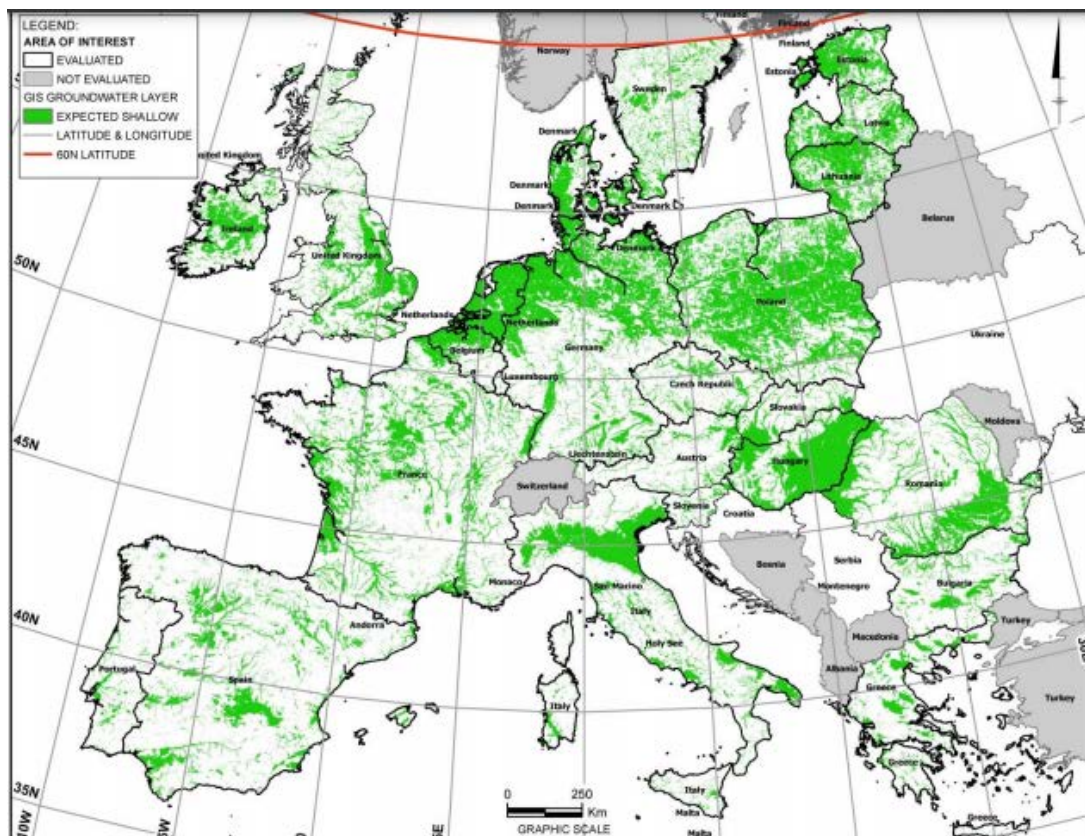 LEGEND:
AREA OF INTEREST
EVALUATED
NOT EVALUATED
GIS GROUNDWATER LAYER
EXPECTED SHALLOW
LATITUDE & LONGITUDE
60N LATITUDE
Finland
Norway
Finland
Estonia
Estonia
Sweden
Latvia
Denmark
United Kingdom
Lithuania
Denmark
Denmark
Denmark
Belarus
Ireland
United Kingdom
Denmark
50N
Poland
Netherlands
Netherlands
Ukraine
Belgium
Germany
Luxembourg
Czech Republic
Slovakia
Moldova
45N
Liechtenstein
Austria
Hungary
France
Switzerland
Romania
Slovenia
Croatia
Bosnia
Serbia
Monaco
San Marino
Montenegro
Bulgaria
40N
Andorra
Italy
Holy See
Macedonia
Turkey
Portugal
Spain
Albania
Greece
Turkey
Italy
Greece
35N
0 250
Km
GRAPHIC SCALE
Italy
Malta
Malta
Greece
10W